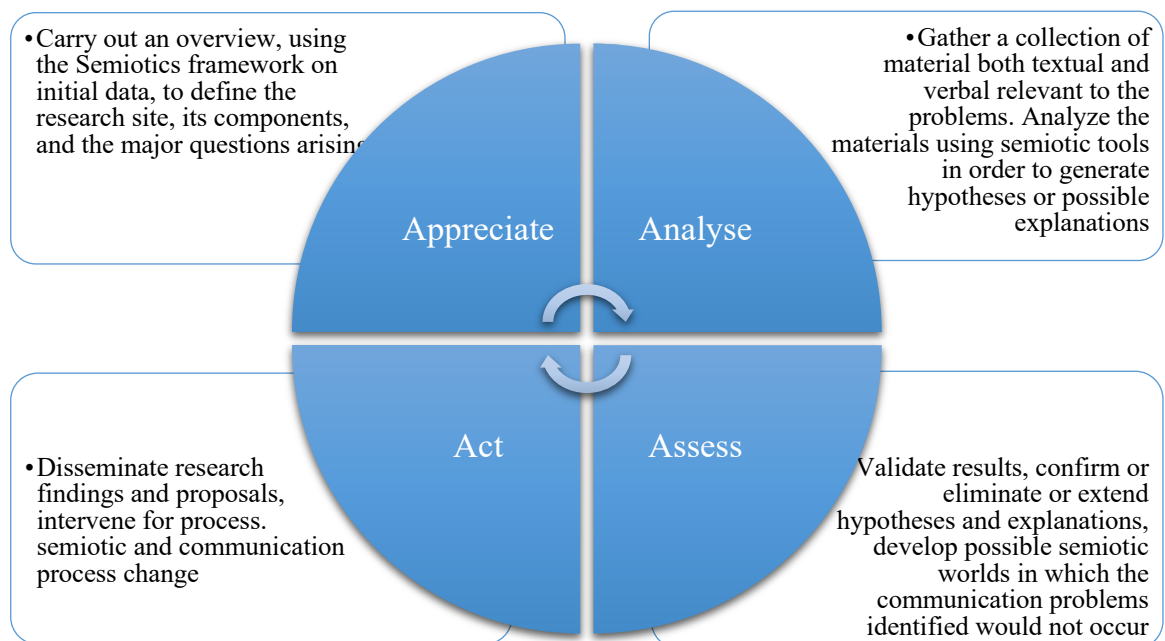 •Carry out an overview, using
the Semiotics framework on
initial data, to define the
research site, its components,
and the major questions arising
Appreciate
•Gather a collection of
material both textual and
verbal relevant to the
problems. Analyze the
materials using semiotic tools
in order to generate
hypotheses or possible
explanations
Analyse
•Disseminate research
findings and proposals,
intervene for process.
semiotic and communication
process change
Act
Validate results, confirm or
eliminate or extend
hypotheses and explanations,
develop possible semiotic
worlds in which the
communication problems
identified would not occur
Assess